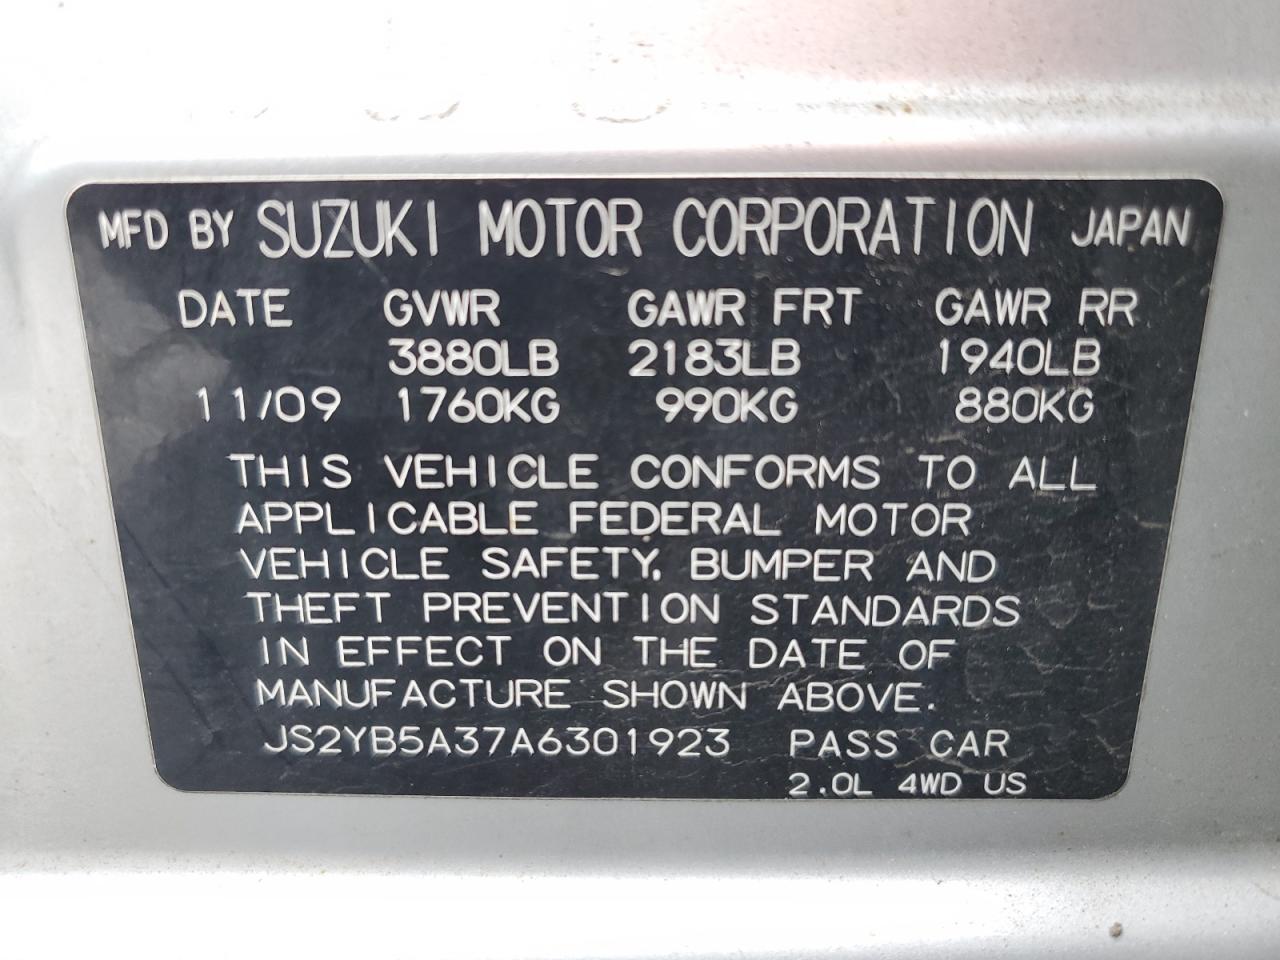 MFD BY SUZUKI MOTOR CORPORATION JAPAN
DATE GVWR GAWR FRT GAWR RR
3880LB 2183LB 1940LB
11/09 1760KG 990KG 880KG
THIS VEHICLE CONFORMS TO ALL
APPLICABLE FEDERAL MOTOR
VEHICLE SAFETY, BUMPER AND
THEFT PREVENTION STANDARDS
IN EFFECT ON THE DATE OF
MANUFACTURE SHOWN ABOVE.
JS2YB5A37A6301923 PASS CAR
2.0L 4WD US